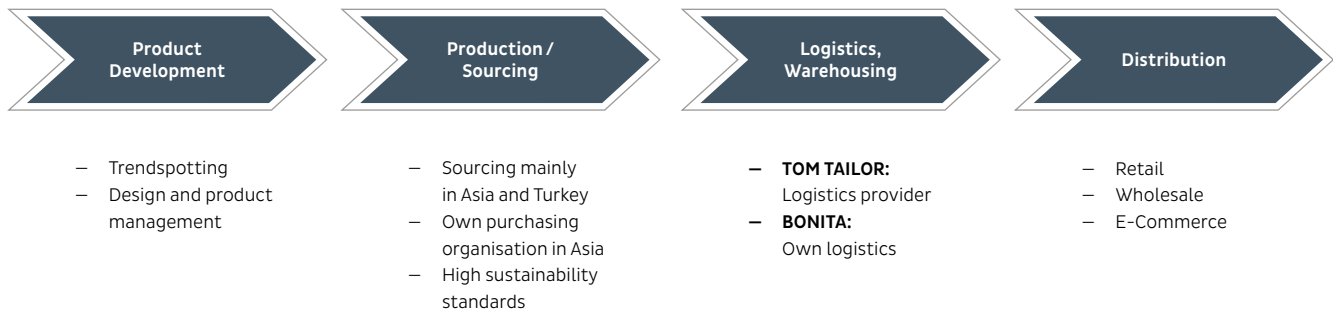 Product
Development
Production /
Sourcing
Logistics,
Warehousing
Distribution
— Trendspotting
— Design and product
management
— Sourcing mainly
in Asia and Turkey
— Own purchasing
organisation in Asia
— High sustainability
standards
— TOM TAILOR:
Logistics provider
— BONITA:
Own logistics
— Retail
— Wholesale
— E-Commerce